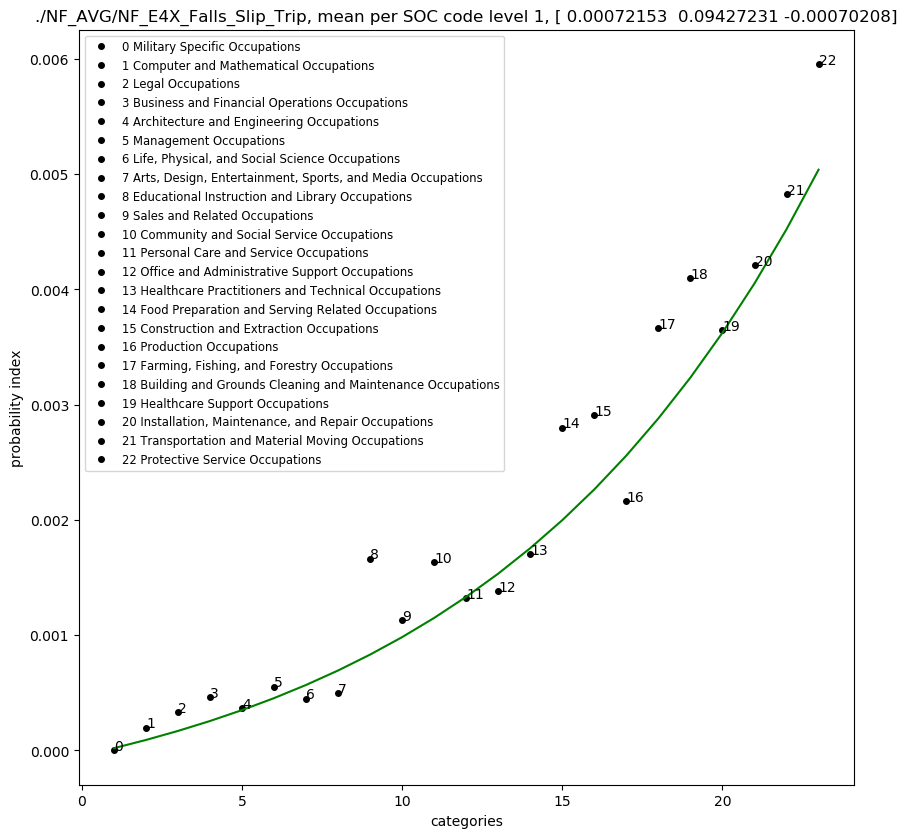 ./NF_AVG/NF_E4X_Falls_Slip_Trip, mean per SOC code level 1, [ 0.00072153  0.09427231 -0.00070208]
0 Military Specific Occupations
1 Computer and Mathematical Occupations
2 Legal Occupations
3 Business and Financial Operations Occupations
4 Architecture and Engineering Occupations
5 Management Occupations
6 Life, Physical, and Social Science Occupations
7 Arts, Design, Entertainment, Sports, and Media Occupations
8 Educational Instruction and Library Occupations
9 Sales and Related Occupations
10 Community and Social Service Occupations
11 Personal Care and Service Occupations
12 Office and Administrative Support Occupations
13 Healthcare Practitioners and Technical Occupations
14 Food Preparation and Serving Related Occupations
15 Construction and Extraction Occupations
16 Production Occupations
17 Farming, Fishing, and Forestry Occupations
18 Building and Grounds Cleaning and Maintenance Occupations
19 Healthcare Support Occupations
20 Installation, Maintenance, and Repair Occupations
21 Transportation and Material Moving Occupations
22 Protective Service Occupations
probability index
0.006
0.005
0.004
0.003
0.002
0.001
0.000
22
21
20
18
19
17
15
14
16
13
8
10
12
11
9
5
3
7
6
4
2
1
0
0
5
10
15
20
categories